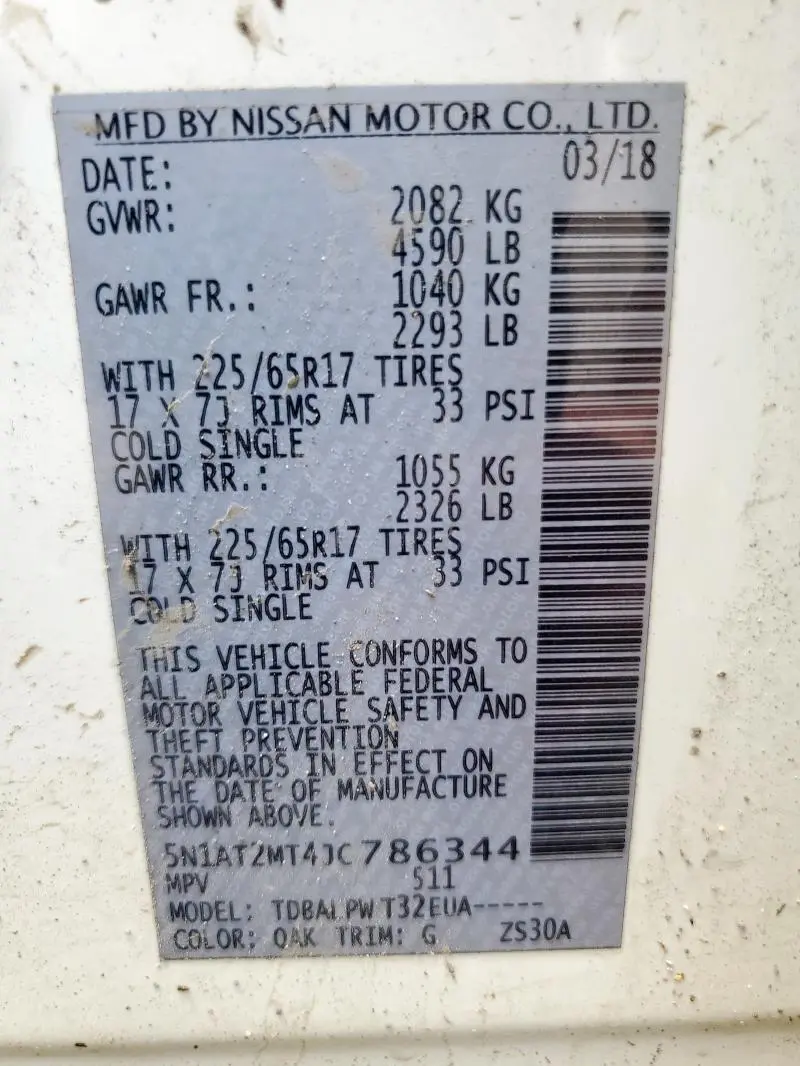 MFD BY NISSAN MOTOR CO., LTD.
DATE: 03/18
GVWR: 2082 KG
4590 LB
GAWR FR.: 1040 KG
2293 LB
WITH 225/65R17 TIRES
17 X 7J RIMS AT 33 PSI
COLD SINGLE
GAWR RR.: 1055 KG
2326 LB
WITH 225/65R17 TIRES
17 X 7J RIMS AT 33 PSI
COLD SINGLE
THIS VEHICLE CONFORMS TO
ALL APPLICABLE FEDERAL
MOTOR VEHICLE SAFETY AND
THEFT PREVENTION
STANDARDS IN EFFECT ON
THE DATE OF MANUFACTURE
SHOWN ABOVE.
5N1AT2MT4JC786344
MPV 511
MODEL: TDBALPW T32EUA-----
COLOR: QAK TRIM: G ZS30A